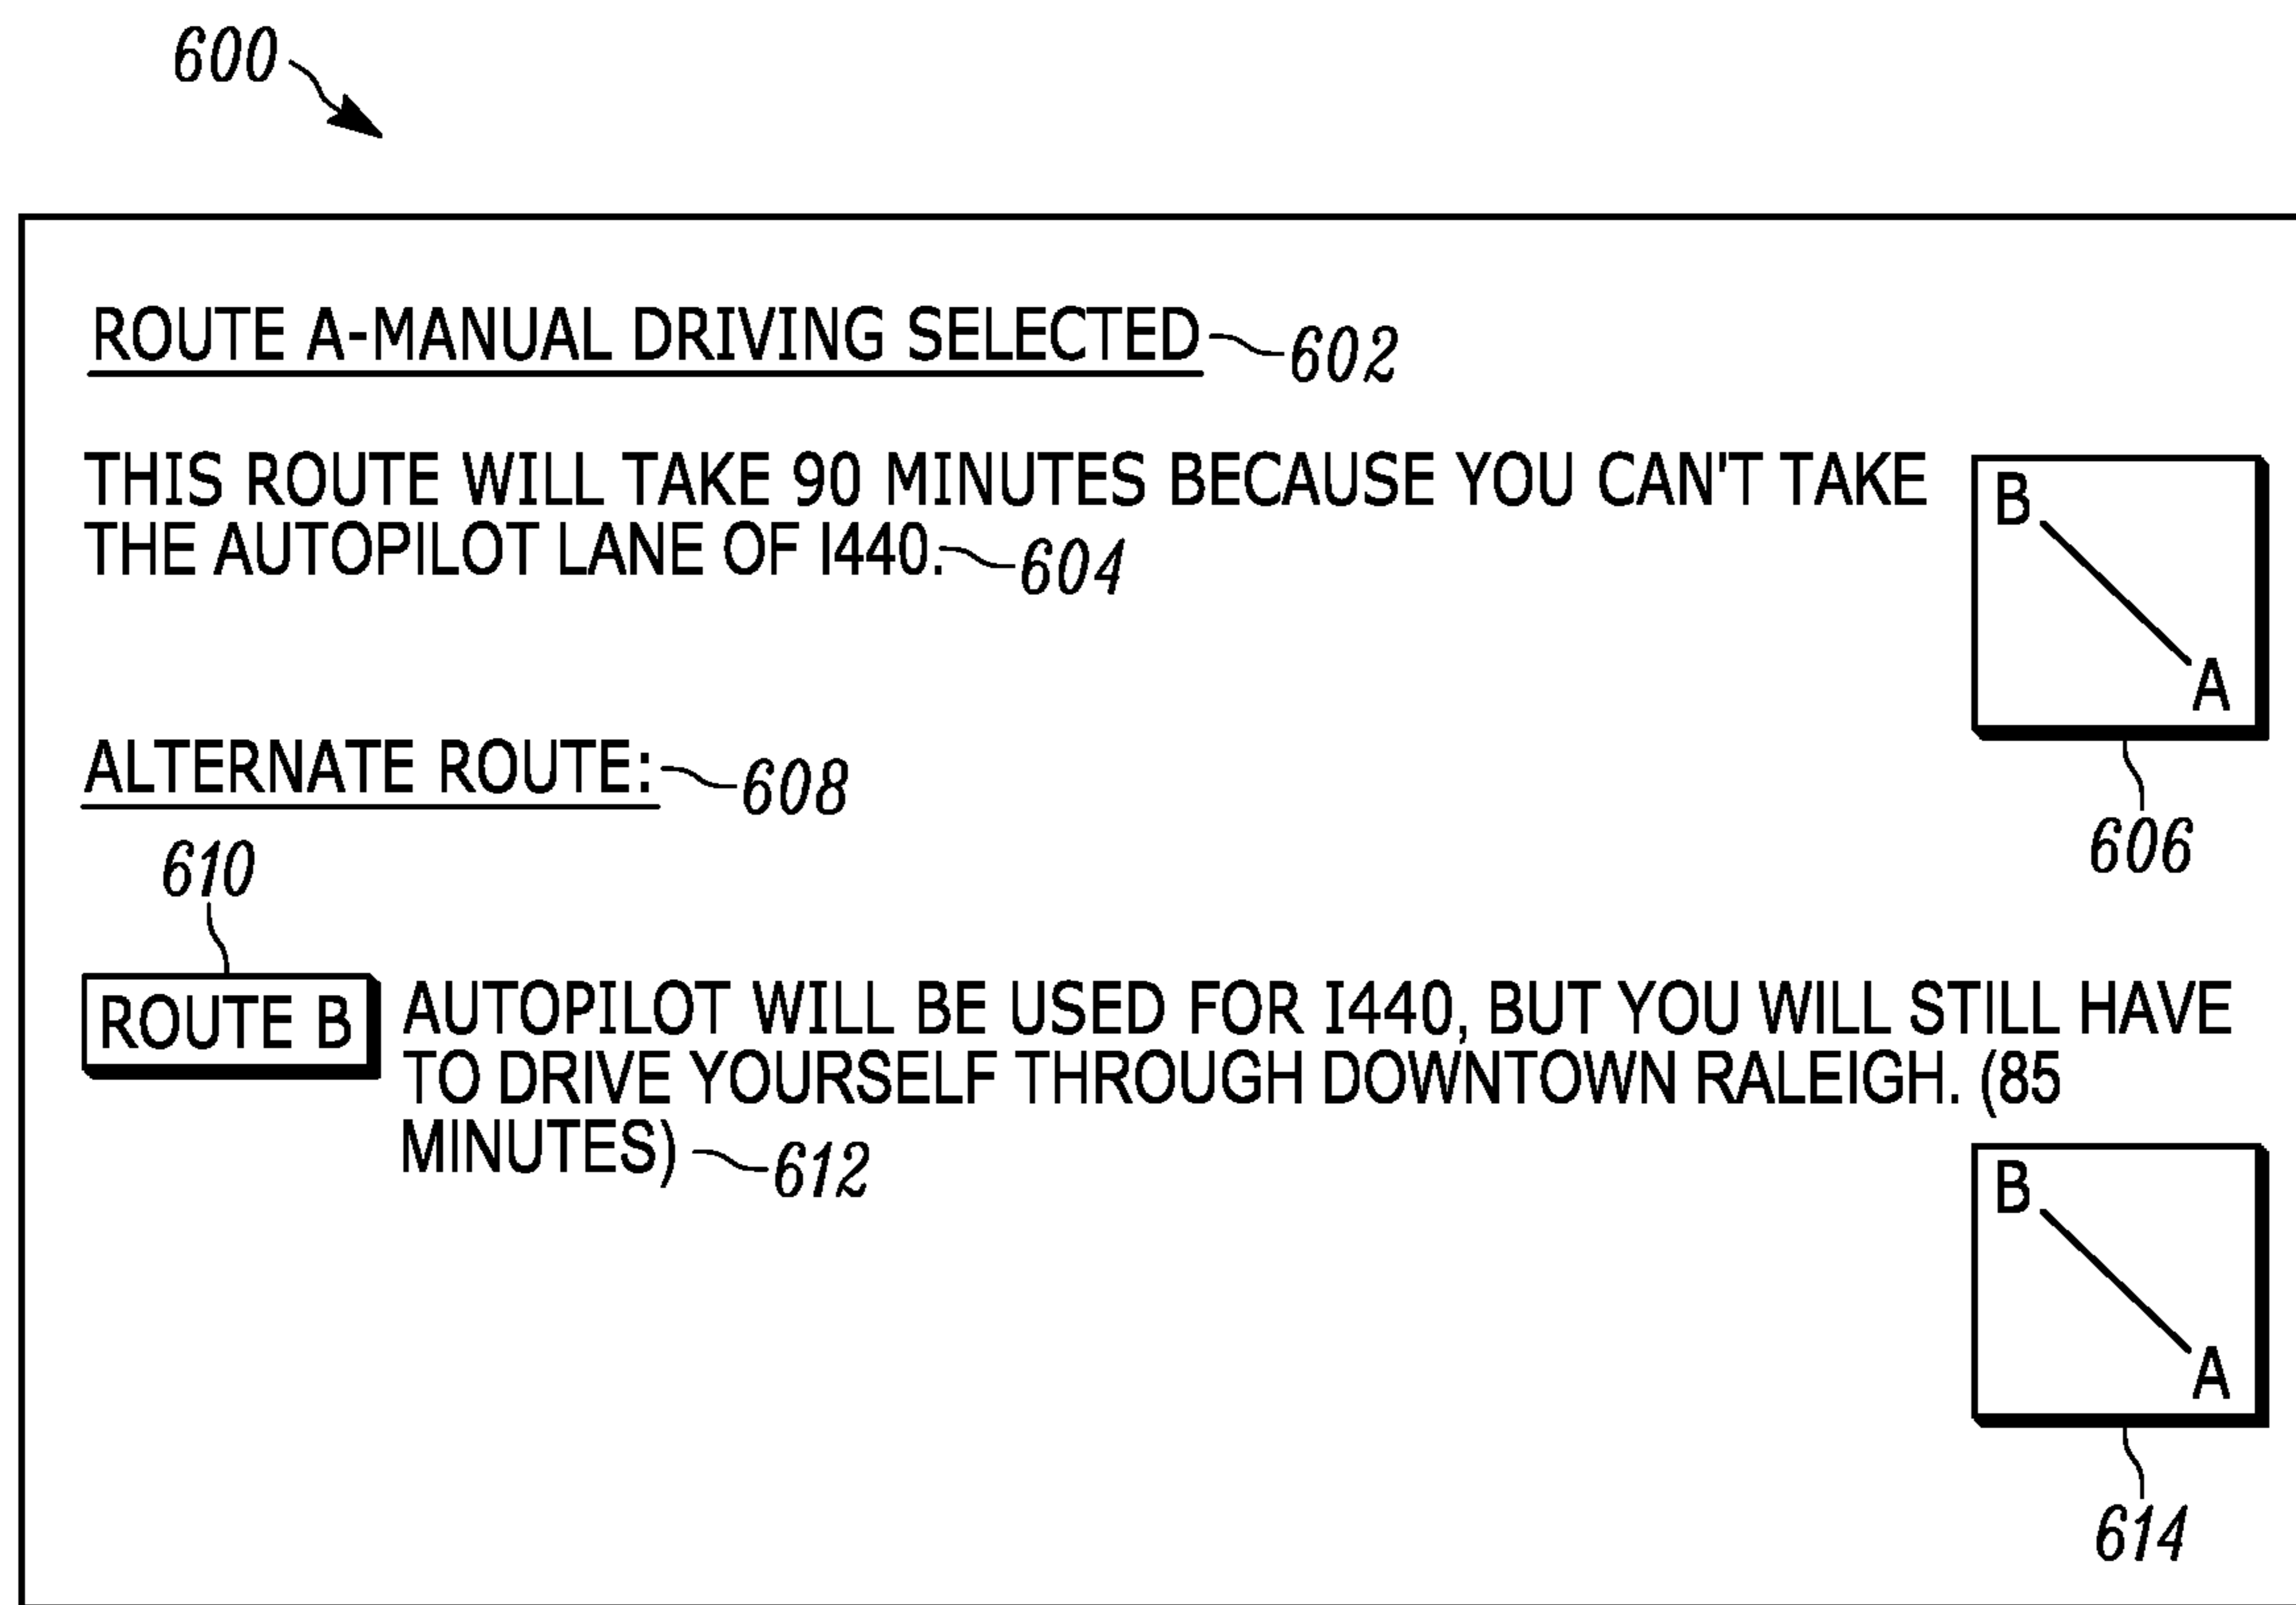 600
ROUTE A-MANUAL DRIVING SELECTED 602
THIS ROUTE WILL TAKE 90 MINUTES BECAUSE YOU CAN'T TAKE
THE AUTOPILOT LANE OF I440. 604
B
A
606
ALTERNATE ROUTE: 608
610
ROUTE B
AUTOPILOT WILL BE USED FOR I440, BUT YOU WILL STILL HAVE
TO DRIVE YOURSELF THROUGH DOWNTOWN RALEIGH. (85
MINUTES) 612
B
A
614